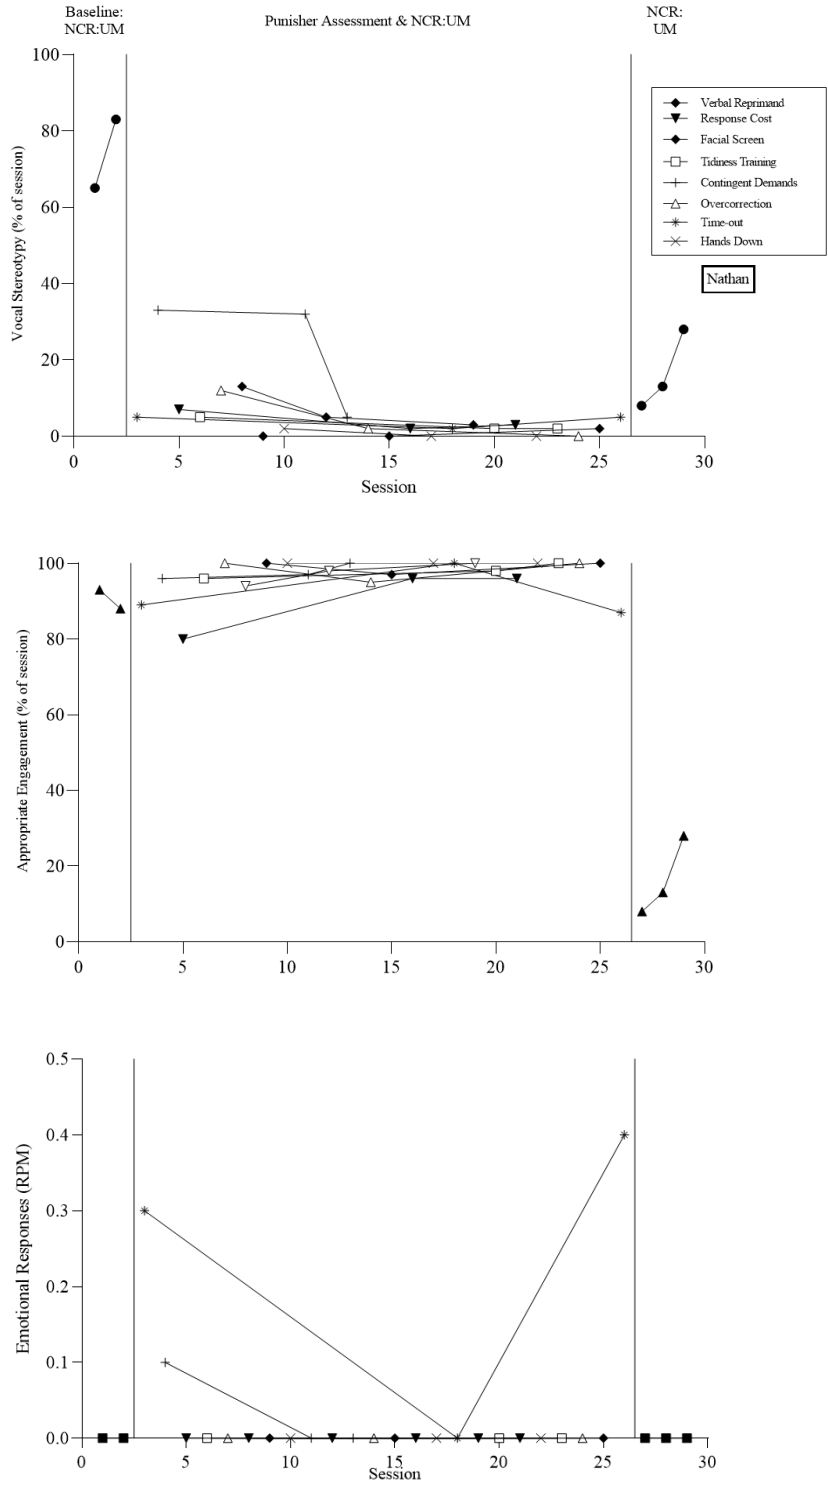 Baseline:
NCR:UM
Punisher Assessment & NCR:UM
NCR:
UM
Vocal Stereotypy (% of session)
100
80
60
40
20
0
0 5 10 15 20 25 30
Session
Verbal Reprimand
Response Cost
Facial Screen
Tidiness Training
Contingent Demands
Overcorrection
Time-out
Hands Down
Nathan
Appropriate Engagement (% of session)
100
80
60
40
20
0
0 5 10 15 20 25 30
Emotional Responses (RPM)
0.5
0.4
0.3
0.2
0.1
0.0
0 5 10 15 20 25 30
Session